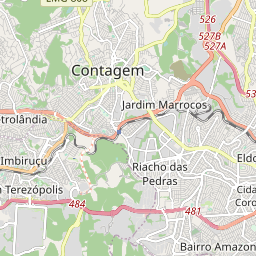 LMG 808
526
527B
527A
Contagem
53
Jardim Marrocos
trolândia
Imbiruçu
Eldo
Riacho das
Pedras
Terezópolis
Cida
Coro
484
481
Bairro Amazon